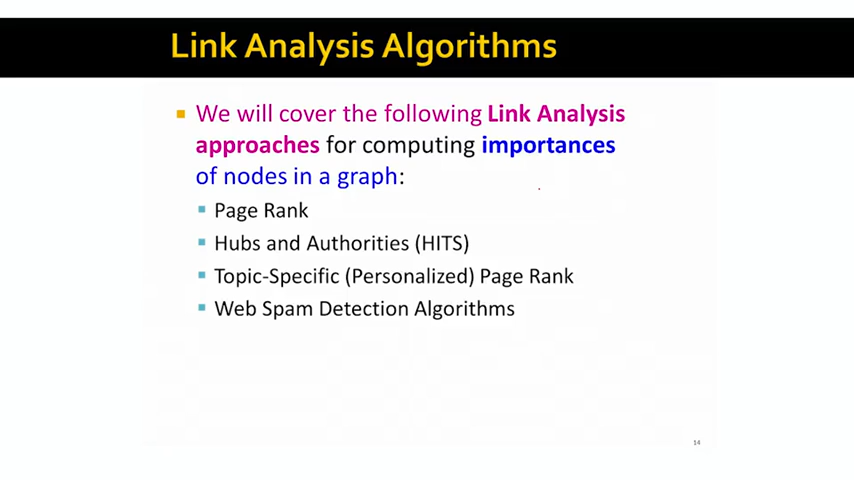 Link Analysis Algorithms
We will cover the following Link Analysis
approaches for computing importances
of nodes in a graph:
Page Rank
Hubs and Authorities (HITS)
Topic-Specific (Personalized) Page Rank
Web Spam Detection Algorithms
14